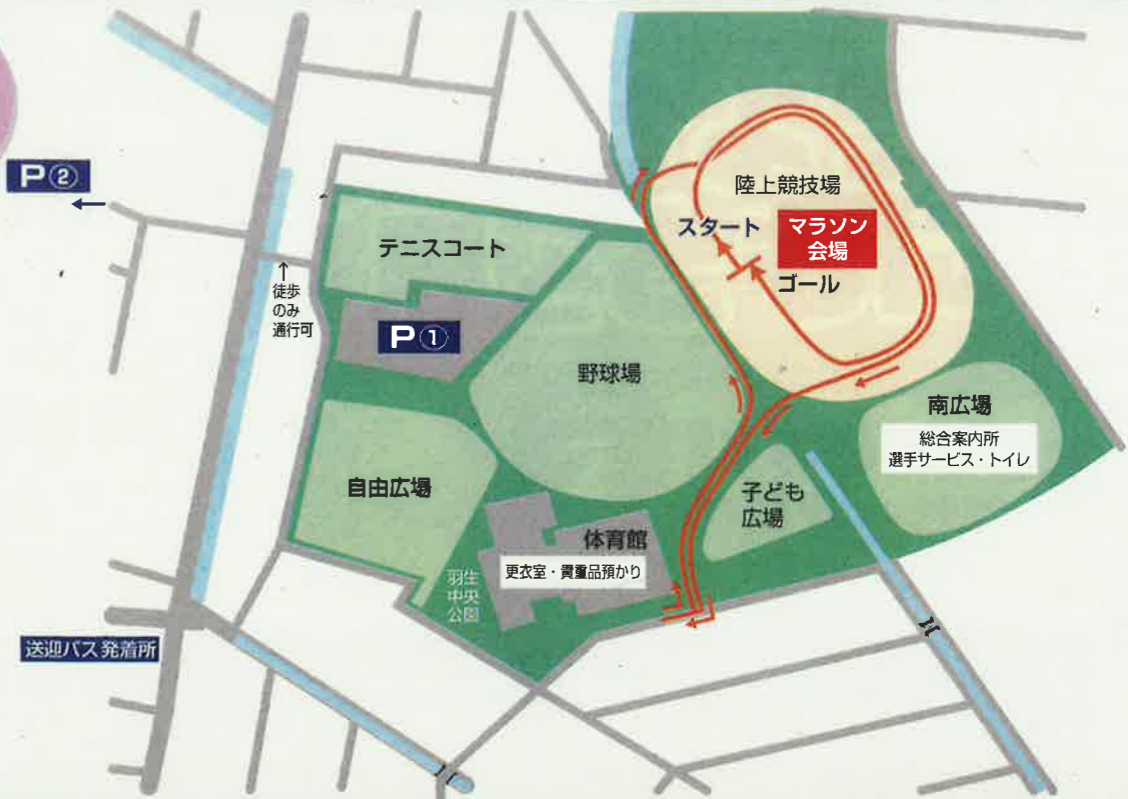 P②
陸上競技場
スタート
マラソン
会場
ゴール
テニスコート
徒歩
のみ
通行可
P①
野球場
南広場
総合案内所
選手サービス・トイレ
自由広場
子ども
広場
体育館
更衣室・貴重品預かり
羽生
中央
公園
送迎バス発着所